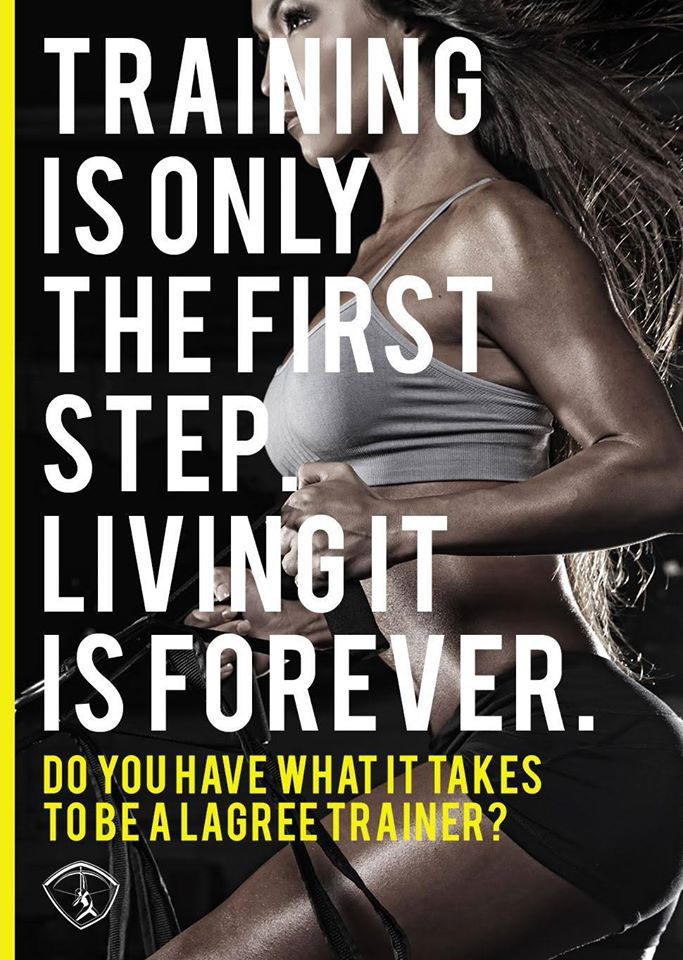 TRAINING
IS ONLY
THE FIRST
STEP.
LIVING IT
IS FOREVER.
DO YOU HAVE WHAT IT TAKES
TO BE A LAGREE TRAINER?